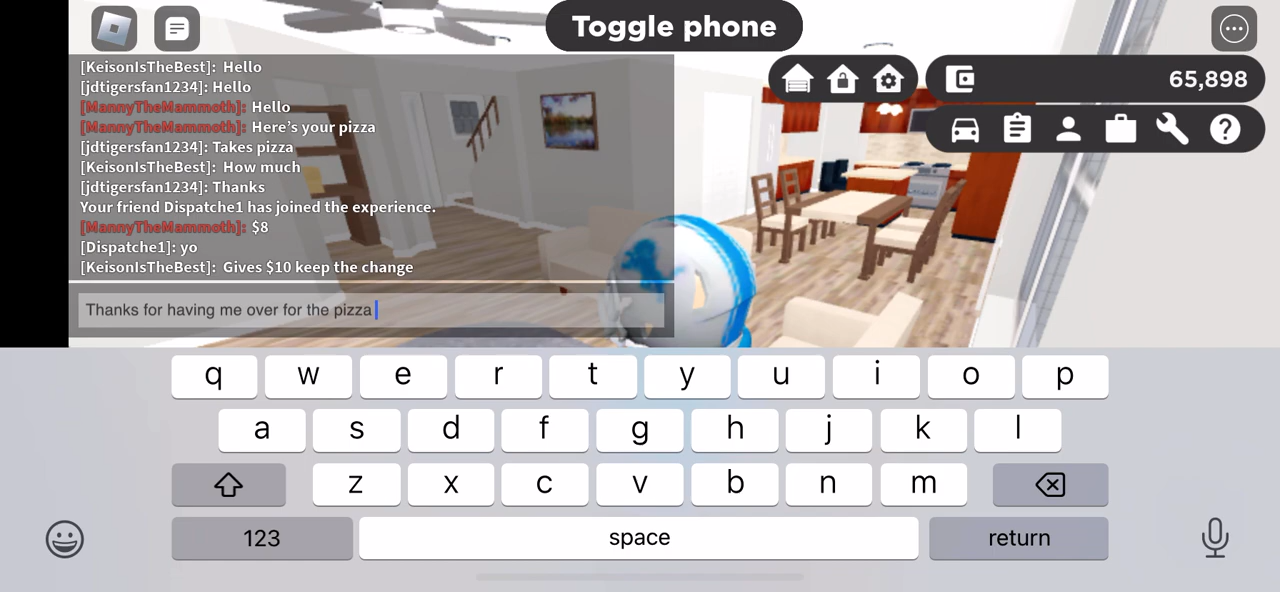 Toggle phone
[KeisonIsTheBest]: Hello
[jdtigersfan1234]: Hello
[MannyTheMammoth]: Hello
[MannyTheMammoth]: Here’s your pizza
[jdtigersfan1234]: Takes pizza
[KeisonIsTheBest]: How much
[jdtigersfan1234]: Thanks
Your friend Dispatche1 has joined the experience.
[MannyTheMammoth]: $8
[Dispatche1]: yo
[KeisonIsTheBest]: Gives $10 keep the change
Thanks for having me over for the pizza
65,898
?
q w e r t y u i o p
a s d f g h j k l
z x c v b n m
123 space return